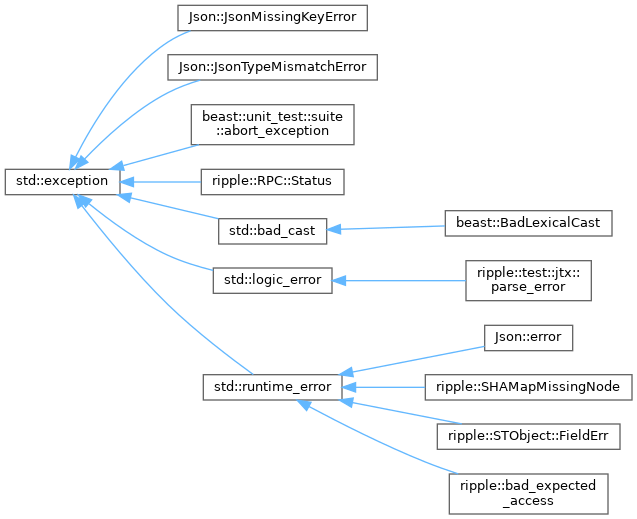 Json::JsonMissingKeyError
Json::JsonTypeMismatchError
beast::unit_test::suite
::abort_exception
std::exception
ripple::RPC::Status
std::bad_cast
beast::BadLexicalCast
std::logic_error
ripple::test::jtx::
parse_error
Json::error
std::runtime_error
ripple::SHAMapMissingNode
ripple::STObject::FieldErr
ripple::bad_expected
_access